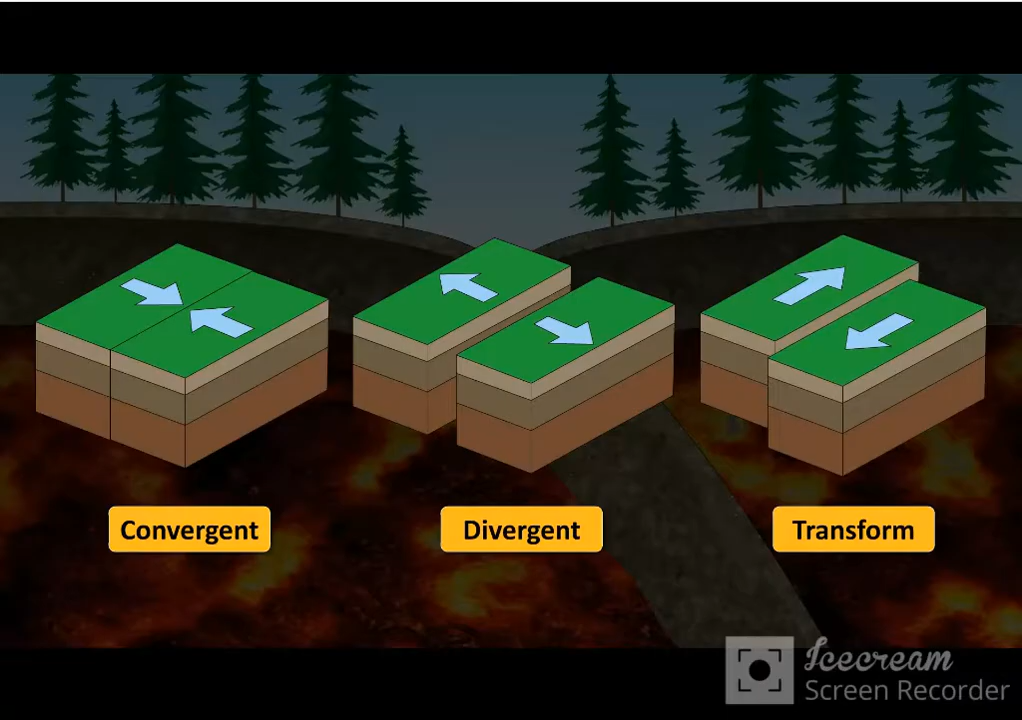 Convergent
Divergent
Transform
Icecream
Screen Recorder